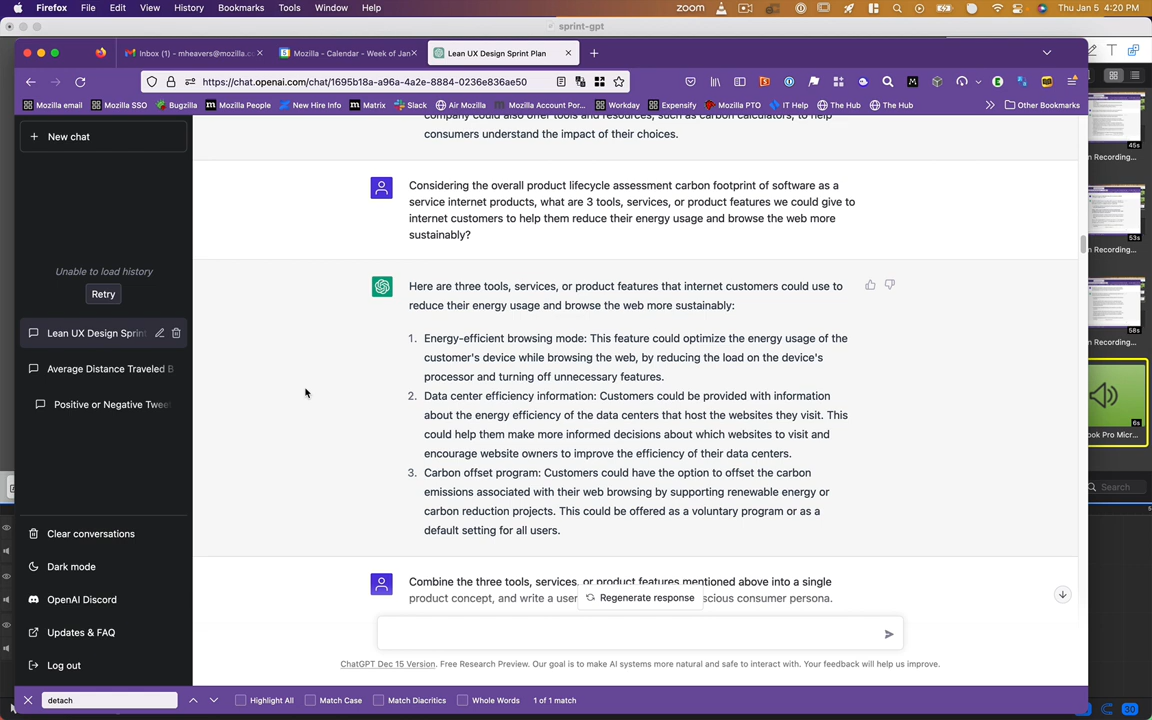 Firefox File Edit View History Bookmarks Tools Window Help zoom Thu Jan 5 4:20 PM
sprint-gpt
Inbox (1) - mheavers@mozilla.c
Mozilla - Calendar - Week of Jan
Lean UX Design Sprint Plan
https://chat.openai.com/chat/1695b18a-a96a-4a2e-8884-0236e836ae50
Mozilla email Mozilla SSO Bugzilla Mozilla People New Hire Info Matrix Slack Air Mozilla Mozilla Account Por... Workday Expensify Mozilla PTO IT Help The Hub The Hub Other Bookmarks
New chat
Unable to load history
Retry
Lean UX Design Sprint
Average Distance Traveled B
Positive or Negative Twee
Clear conversations
Dark mode
OpenAI Discord
Updates & FAQ
Log out
company could also offer tools and resources, such as carbon calculators, to help
consumers understand the impact of their choices.
Considering the overall product lifecycle assessment carbon footprint of software as a
service internet products, what are 3 tools, services, or product features we could give to
internet customers to help them reduce their energy usage and browse the web more
sustainably?
Here are three tools, services, or product features that internet customers could use to
reduce their energy usage and browse the web more sustainably:
1. Energy-efficient browsing mode: This feature could optimize the energy usage of the
customer's device while browsing the web, by reducing the load on the device's
processor and turning off unnecessary features.
2. Data center efficiency information: Customers could be provided with information
about the energy efficiency of the data centers that host the websites they visit. This
could help them make more informed decisions about which websites to visit and
encourage website owners to improve the efficiency of their data centers.
3. Carbon offset program: Customers could have the option to offset the carbon
emissions associated with their web browsing by supporting renewable energy or
carbon reduction projects. This could be offered as a voluntary program or as a
default setting for all users.
Combine the three tools, services, or product features mentioned above into a single
product concept, and write a user
scious consumer persona.
Regenerate response
ChatGPT Dec 15 Version. Free Research Preview. Our goal is to make AI systems more natural and safe to interact with. Your feedback will help us improve.
detach
Highlight All Match Case Match Diacritics Whole Words 1 of 1 match
45s
n Recording...
53s
n Recording...
58s
n Recording...
6s
ook Pro Micr...
Search
30